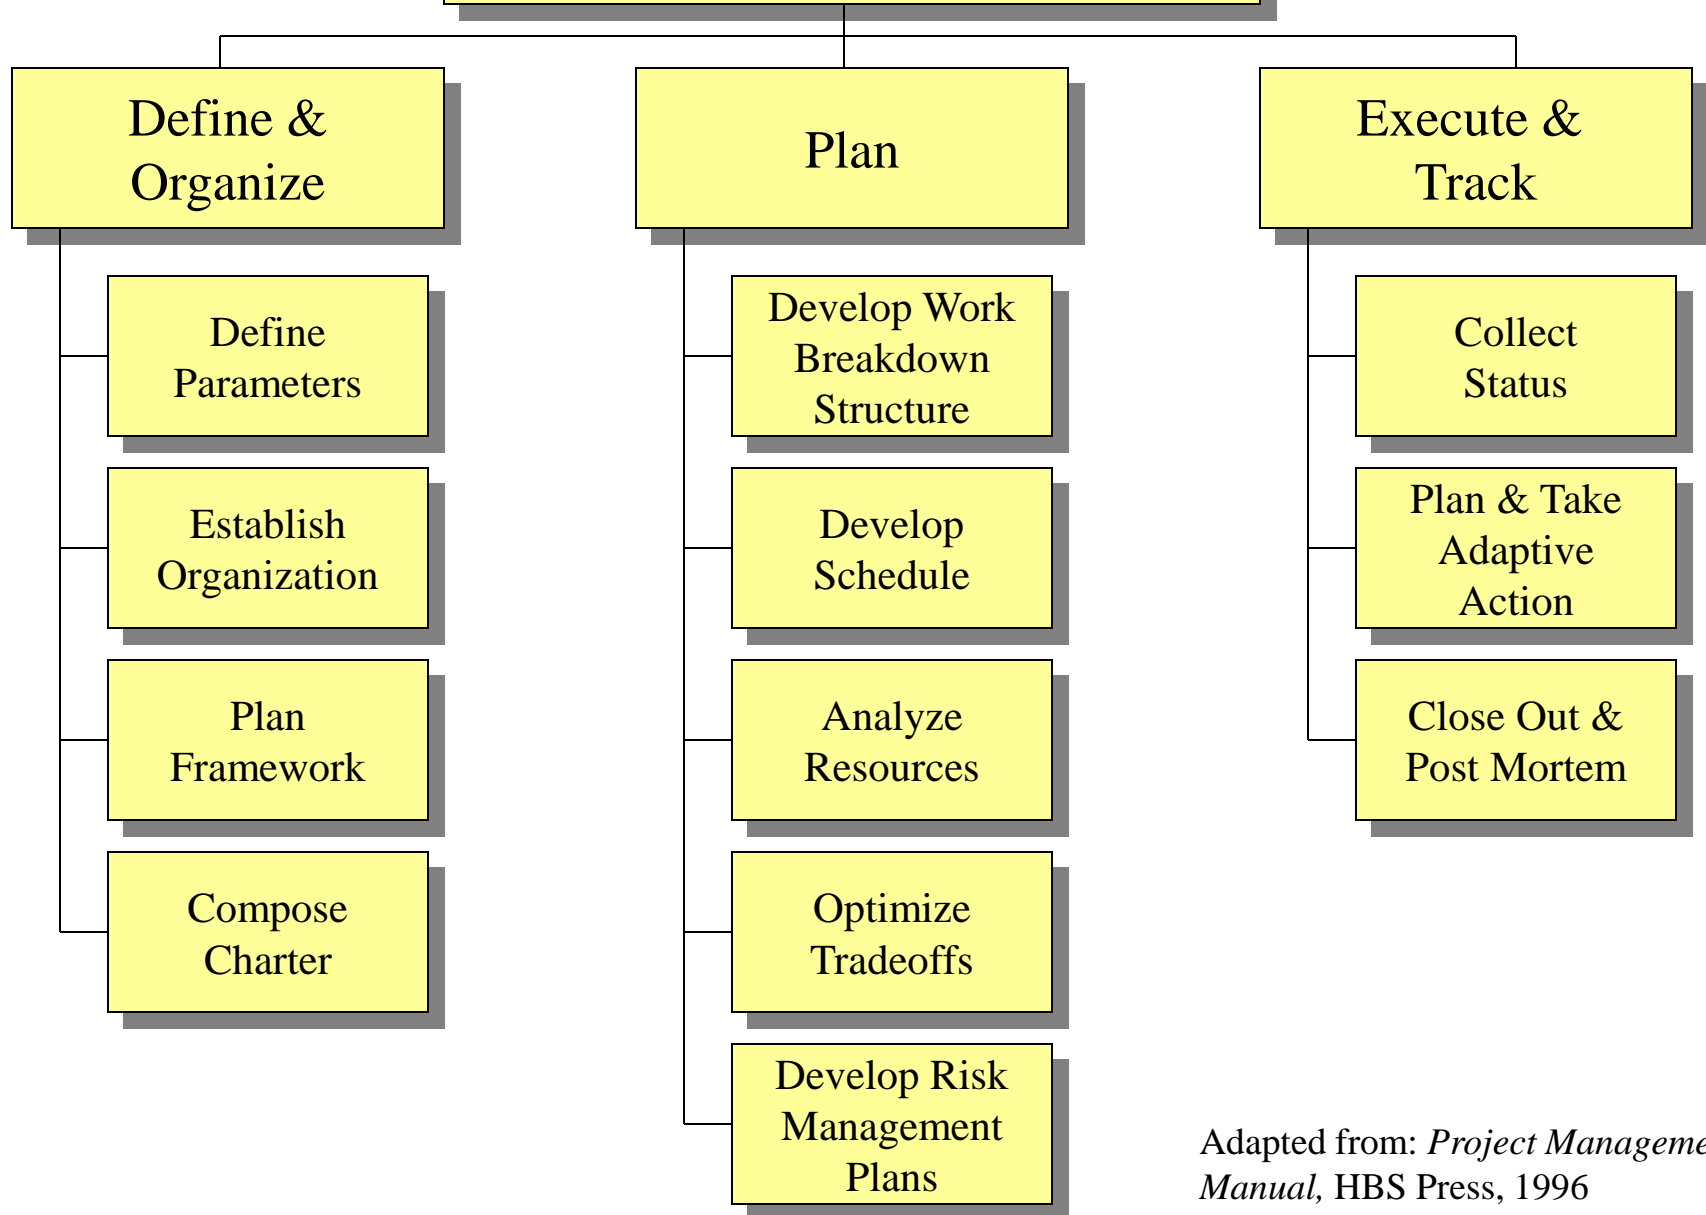 Define &
Organize
Plan
Execute &
Track
Define
Parameters
Establish
Organization
Plan
Framework
Compose
Charter
Develop Work
Breakdown
Structure
Develop
Schedule
Analyze
Resources
Optimize
Tradeoffs
Develop Risk
Management
Plans
Collect
Status
Plan & Take
Adaptive
Action
Close Out &
Post Mortem
Adapted from: Project Manageme
Manual, HBS Press, 1996